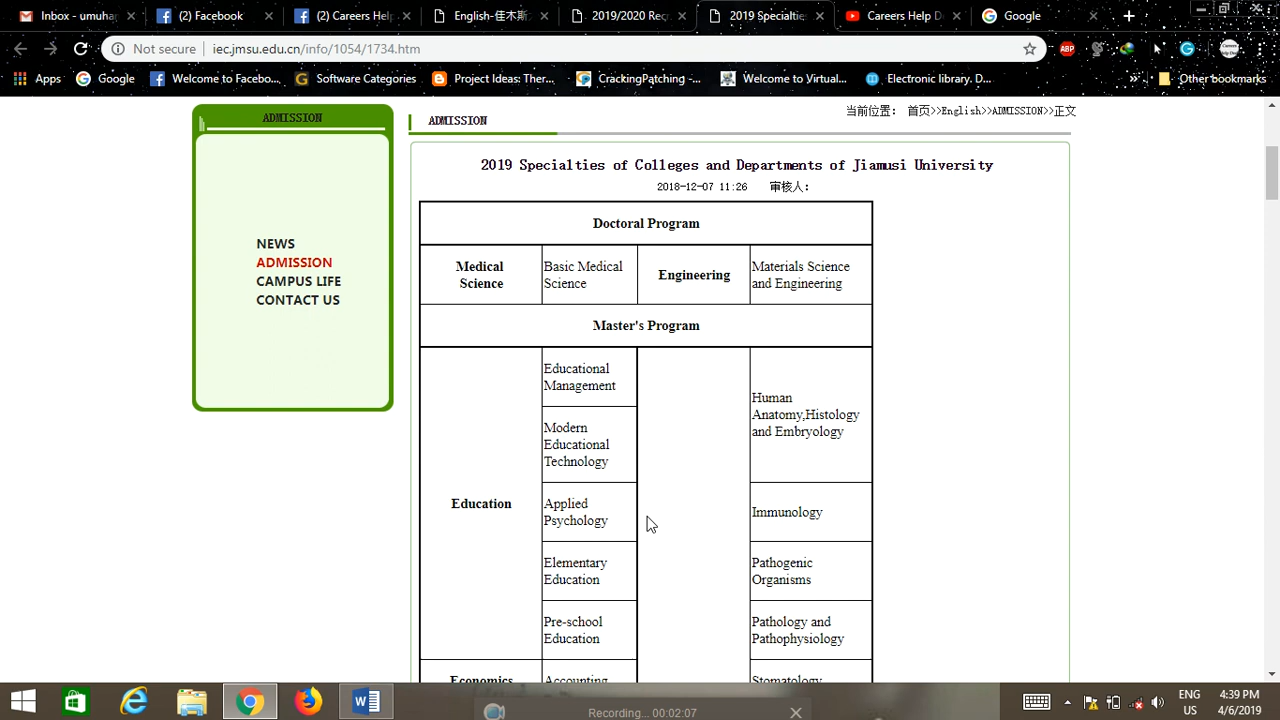 Inbox - umuha
(2) Facebook
(2) Careers Hel
English-佳木斯
2019/2020 Rec
2019 Specialtie
Careers Help D
Google
Not secure
iec.jmsu.edu.cn/info/1054/1734.htm
ABP
Apps
Google
Welcome to Facebo...
Software Categories
Project Ideas: Ther...
CrackingPatching -...
Welcome to Virtual...
Electronic library. D...
Other bookmarks
ADMISSION
NEWS
ADMISSION
CAMPUS LIFE
CONTACT US
ADMISSION
当前位置： 首页>>English>>ADMISSION>>正文
2019 Specialties of Colleges and Departments of Jiamusi University
2018-12-07 11:26 审核人：
Doctoral Program
Medical
Science
Basic Medical
Science
Engineering
Materials Science
and Engineering
Master's Program
Education
Educational
Management
Modern
Educational
Technology
Applied
Psychology
Elementary
Education
Pre-school
Education
Human
Anatomy,Histology
and Embryology
Immunology
Pathogenic
Organisms
Pathology and
Pathophysiology
Economics
Accounting
Stomatology
Recording... 00:02:07
ENG
US
4:39 PM
4/6/2019